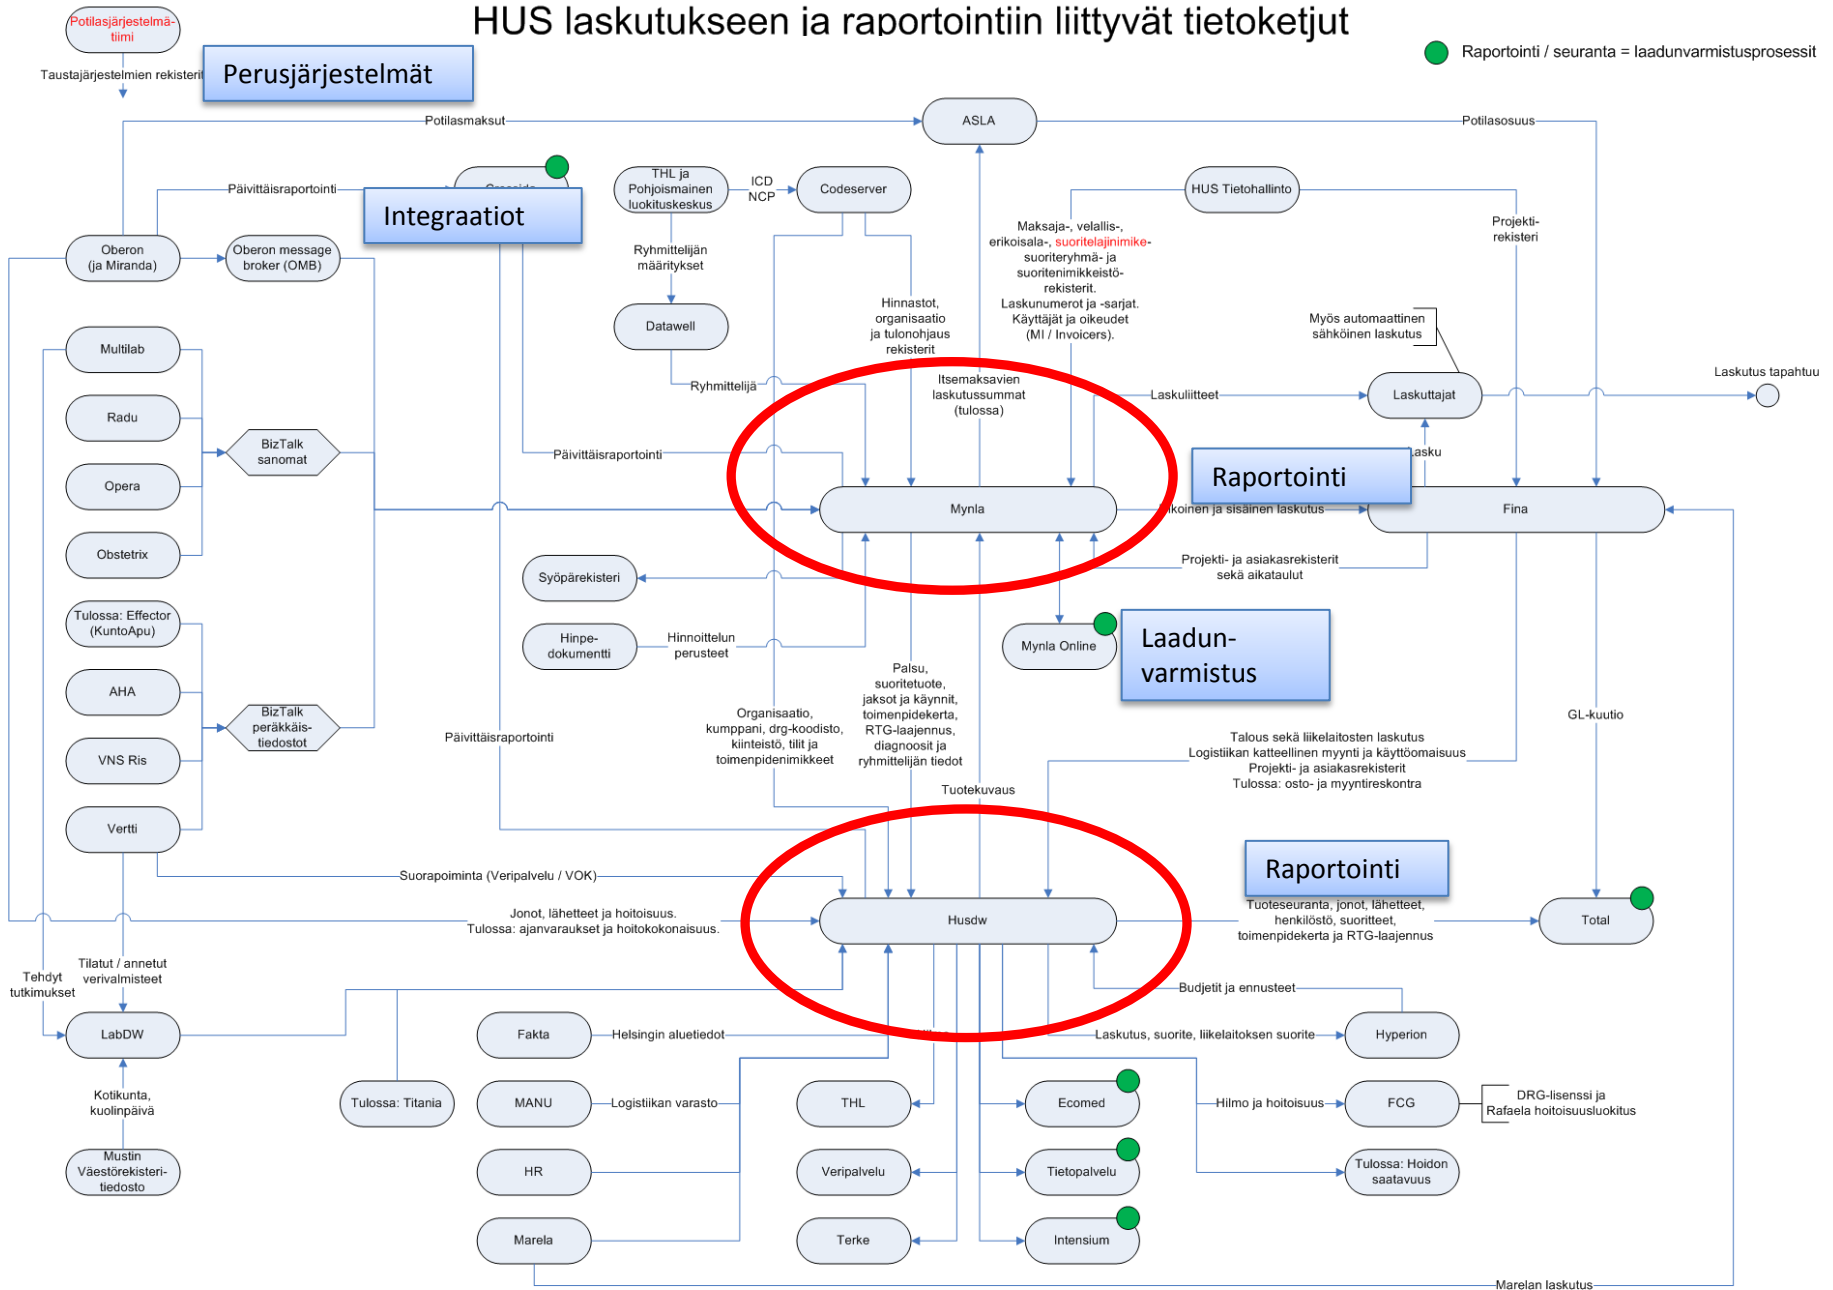 HUS laskutukseen ja raportointiin liittyvät tietoketjut
Potilasjärjestelmä-
tiimi
Raportointi / seuranta = laadunvarmistusprosessit
Taustajärjestelmien rekisterit
Perusjärjestelmät
Potilasmaksut
ASLA
Potilasosuus
Päivittäisraportointi
Integraatiot
THL ja
Pohjoismainen
luokituskeskus
ICD
NCP
Codeserver
HUS Tietohallinto
Maksaja-, velallis-,
erikoisala-, suoritelajinimike-
suoriteryhmä- ja
suoritenimikkeistö-
rekisterit.
Laskunumerot ja -sarjat.
Käyttäjät ja oikeudet
(MI / Invoicers).
Projekti-
rekisteri
Oberon
(ja Miranda)
Oberon message
broker (OMB)
Ryhmittelijän
määritykset
Hinnastot,
organisaatio
ja tulonohjaus
rekisterit
Datawell
Myös automaattinen
sähköinen laskutus
Multilab
Ryhmittelijä
Itsemaksavien
laskutussummat
(tulossa)
Laskuliitteet
Laskuttajat
Laskutus tapahtuu
Radu
BizTalk
sanomat
Päivittäisraportointi
Raportointi
Opera
Mynla
Fina
Obstetrix
Syöpärekisteri
Projekti- ja asiakasrekisterit
sekä aikataulut
Tulossa: Effector
(KuntoApu)
Hinpe-
dokumentti
Hinnoittelun
perusteet
Mynla Online
Laadun-
varmistus
AHA
BizTalk
peräkkäis-
tiedostot
Palsu,
suoritetuote,
jaksot ja käynnit,
toimenpidekerta,
RTG-laajennus,
diagnoosit ja
ryhmittelijän tiedot
Organisaatio,
kumppani, drg-koodisto,
kiinteistö, tilit ja
toimenpidenimikkeet
Päivittäisraportointi
GL-kuutio
Talous sekä liikelaitosten laskutus
Logistiikan katteellinen myynti ja käyttöomaisuus
Projekti- ja asiakasrekisterit
Tulossa: osto- ja myyntireskontra
VNS Ris
Tuotekuvaus
Vertti
Suorapoiminta (Veripalvelu / VOK)
Raportointi
Jonot, lähetteet ja hoitoisuus.
Tulossa: ajanvaraukset ja hoitokokonaisuus.
Husdw
Tuoteseuranta, jonot, lähetteet,
henkilöstö, suoritteet,
toimenpidekerta ja RTG-laajennus
Total
Tehdyt
tutkimukset
Tilatut / annetut
verivalmisteet
Budjetit ja ennusteet
LabDW
Fakta
Helsingin aluetiedot
Laskutus, suorite, liikelaitoksen suorite
Hyperion
Kotikunta,
kuolinpäivä
Tulossa: Titania
MANU
Logistiikan varasto
THL
Ecomed
Hilmo ja hoitoisuus
FCG
DRG-lisenssi ja
Rafaela hoitoisuusluokitus
Mustin
Väestörekisteri-
tiedosto
HR
Veripalvelu
Tietopalvelu
Tulossa: Hoidon
saatavuus
Marela
Terke
Intensium
Marelan laskutus